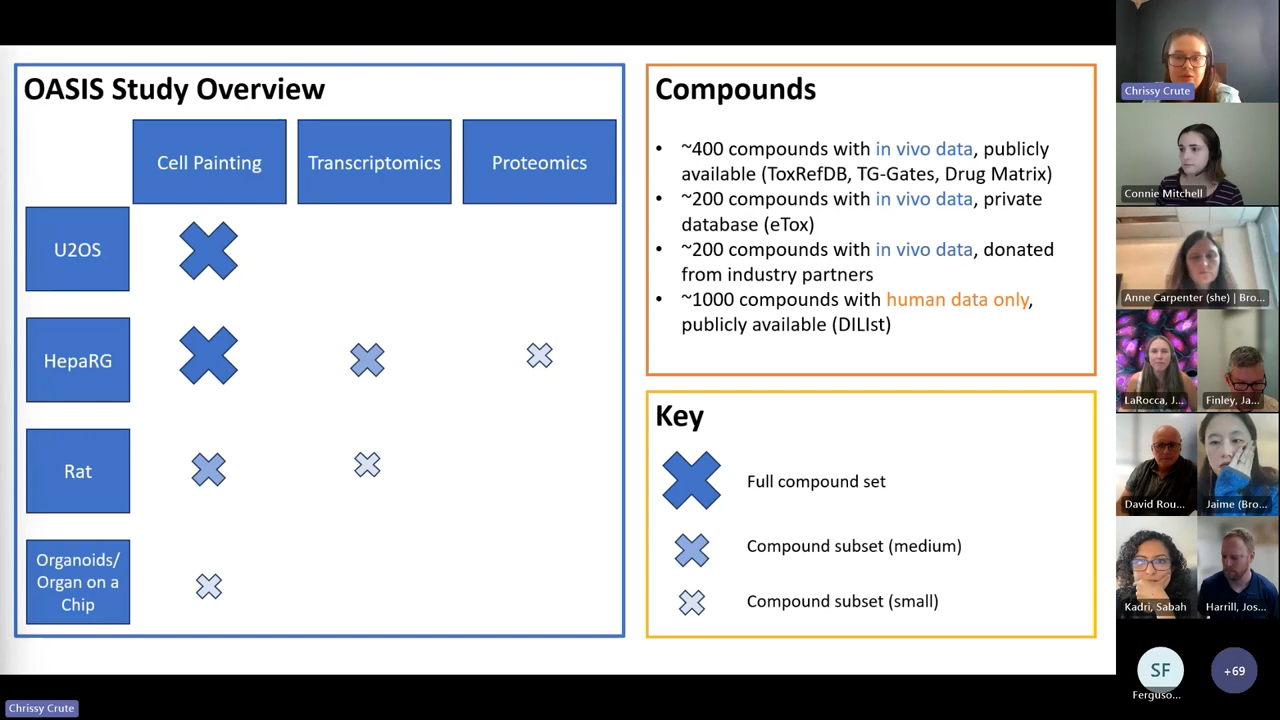 OASIS Study Overview
Cell Painting
Transcriptomics
Proteomics
U2OS
HepaRG
Rat
Organoids/
Organ on a
Chip
Compounds
• ~400 compounds with in vivo data, publicly
available (ToxRefDB, TG-Gates, Drug Matrix)
• ~200 compounds with in vivo data, private
database (eTox)
• ~200 compounds with in vivo data, donated
from industry partners
• ~1000 compounds with human data only,
publicly available (DILIst)
Key
Full compound set
Compound subset (medium)
Compound subset (small)
Chrissy Crute
Connie Mitchell
Anne Carpenter (she) | Bro...
LaRocca, J...
Finley, Ja...
David Rou...
Jaime (Bro...
Kadri, Sabah
Harrill, Jos...
SF
Ferguso...
+69
Chrissy Crute